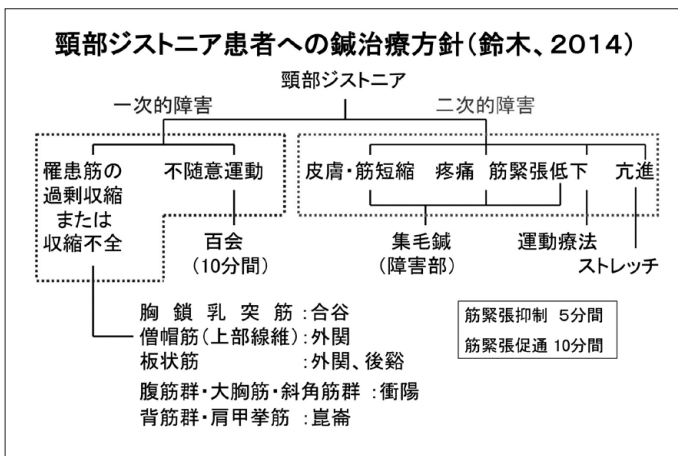 頸部ジストニア患者への鍼治療方針(鈴木、2014)
頸部ジストニア
一次的障害
二次的障害
罹患筋の
過剰収縮
または
収縮不全
不随意運動
皮膚・筋短縮
疼痛
筋緊張低下
亢進
百会
(10分間)
集毛鍼
(障害部)
運動療法
ストレッチ
胸鎖乳突筋:合谷
僧帽筋(上部線維):外関
板状筋:外関、後谿
腹筋群・大胸筋・斜角筋群:衝陽
背筋群・肩甲挙筋:崑崙
筋緊張抑制 5分間
筋緊張促通 10分間